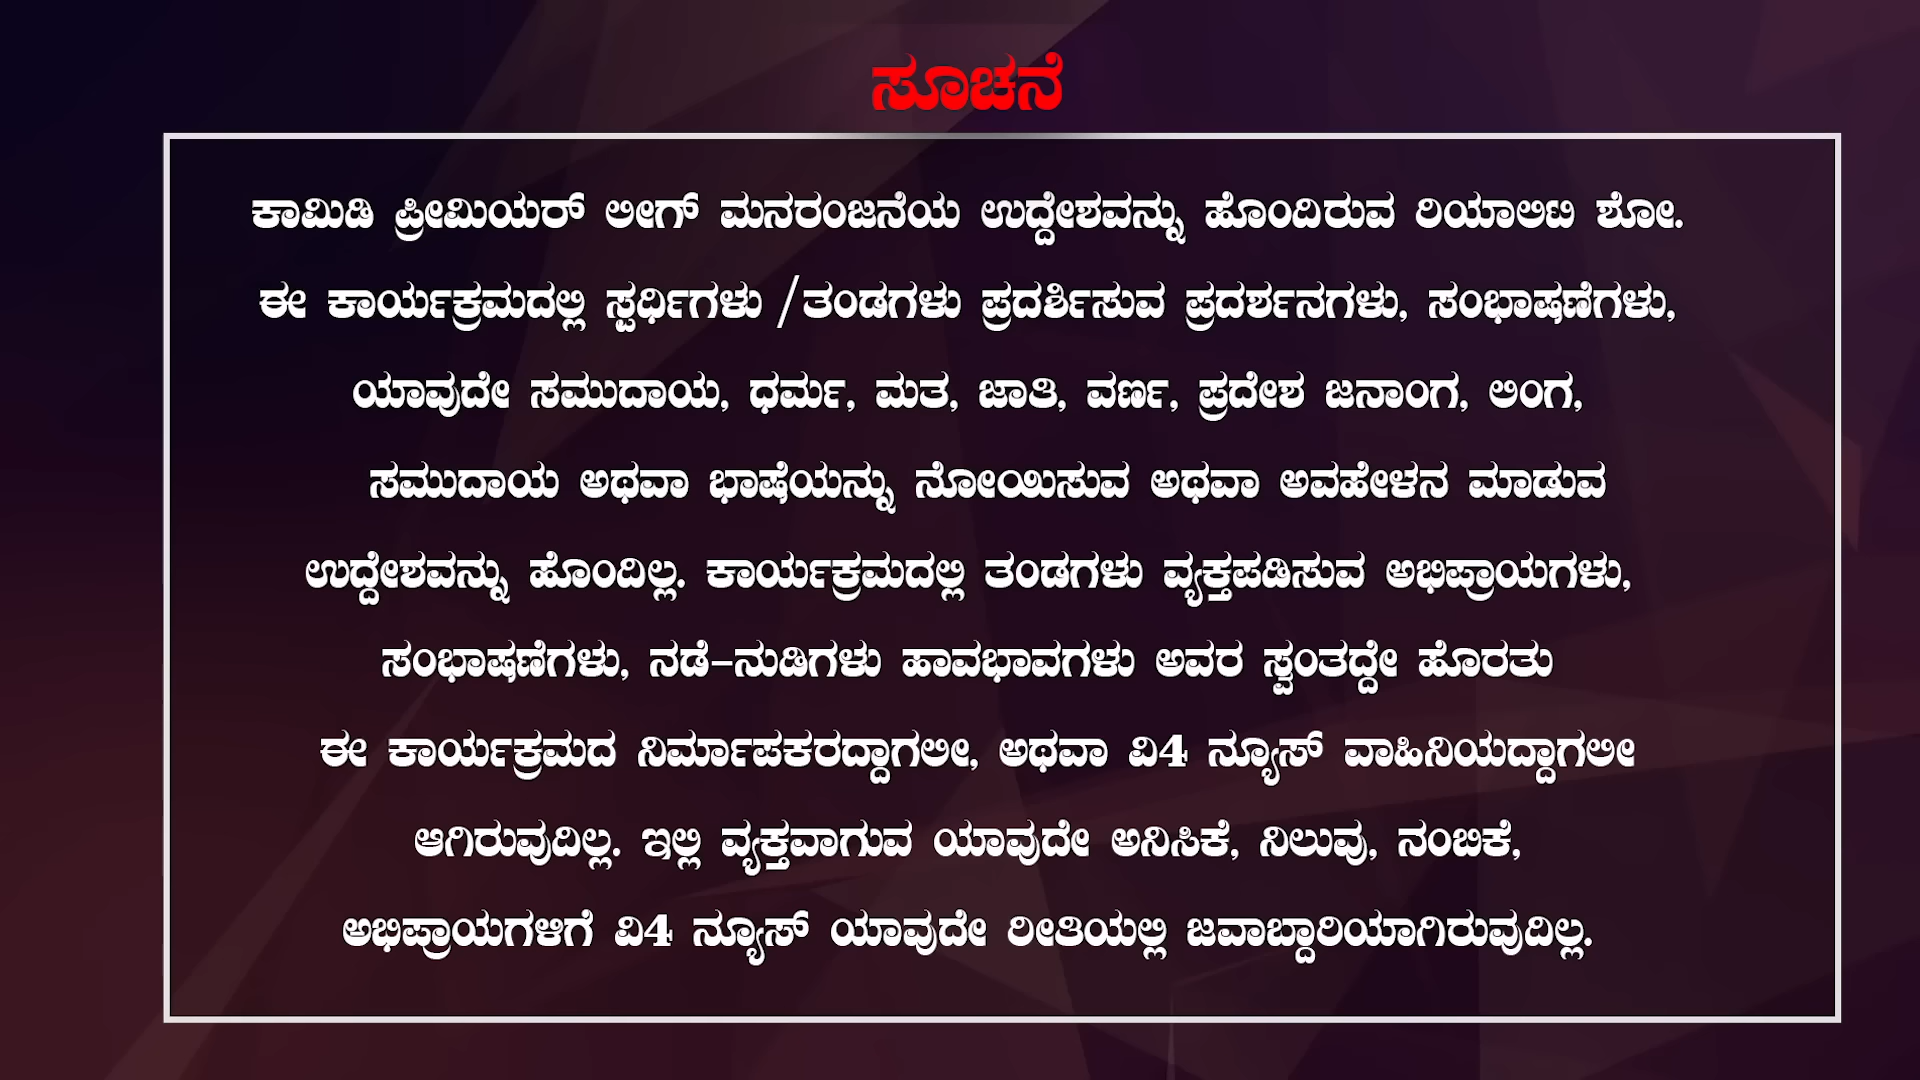 ಸೂಚನೆ
ಕಾಮಿಡಿ ಪ್ರೀಮಿಯರ್ ಲೀಗ್ ಮನರಂಜನೆಯ ಉದ್ದೇಶವನ್ನು ಹೊಂದಿರುವ ರಿಯಾಲಿಟಿ ಶೋ.
ಈ ಕಾರ್ಯಕ್ರಮದಲ್ಲಿ ಸ್ಪರ್ಧಿಗಳು /ತಂಡಗಳು ಪ್ರದರ್ಶಿಸುವ ಪ್ರದರ್ಶನಗಳು, ಸಂಭಾಷಣೆಗಳು,
ಯಾವುದೇ ಸಮುದಾಯ, ಧರ್ಮ, ಮತ, ಜಾತಿ, ವರ್ಣ, ಪ್ರದೇಶ ಜನಾಂಗ, ಲಿಂಗ,
ಸಮುದಾಯ ಅಥವಾ ಭಾಷೆಯನ್ನು ನೋಯಿಸುವ ಅಥವಾ ಅವಹೇಳನ ಮಾಡುವ
ಉದ್ದೇಶವನ್ನು ಹೊಂದಿಲ್ಲ. ಕಾರ್ಯಕ್ರಮದಲ್ಲಿ ತಂಡಗಳು ವ್ಯಕ್ತಪಡಿಸುವ ಅಭಿಪ್ರಾಯಗಳು,
ಸಂಭಾಷಣೆಗಳು, ನಡೆ-ನುಡಿಗಳು ಹಾವಭಾವಗಳು ಅವರ ಸ್ವಂತದ್ದೇ ಹೊರತು
ಈ ಕಾರ್ಯಕ್ರಮದ ನಿರ್ಮಾಪಕರದ್ದಾಗಲೀ, ಅಥವಾ ವಿ4 ನ್ಯೂಸ್ ವಾಹಿನಿಯದ್ದಾಗಲೀ
ಆಗಿರುವುದಿಲ್ಲ. ಇಲ್ಲಿ ವ್ಯಕ್ತವಾಗುವ ಯಾವುದೇ ಅನಿಸಿಕೆ, ನಿಲುವು, ನಂಬಿಕೆ,
ಅಭಿಪ್ರಾಯಗಳಿಗೆ ವಿ4 ನ್ಯೂಸ್ ಯಾವುದೇ ರೀತಿಯಲ್ಲಿ ಜವಾಬ್ದಾರಿಯಾಗಿರುವುದಿಲ್ಲ.